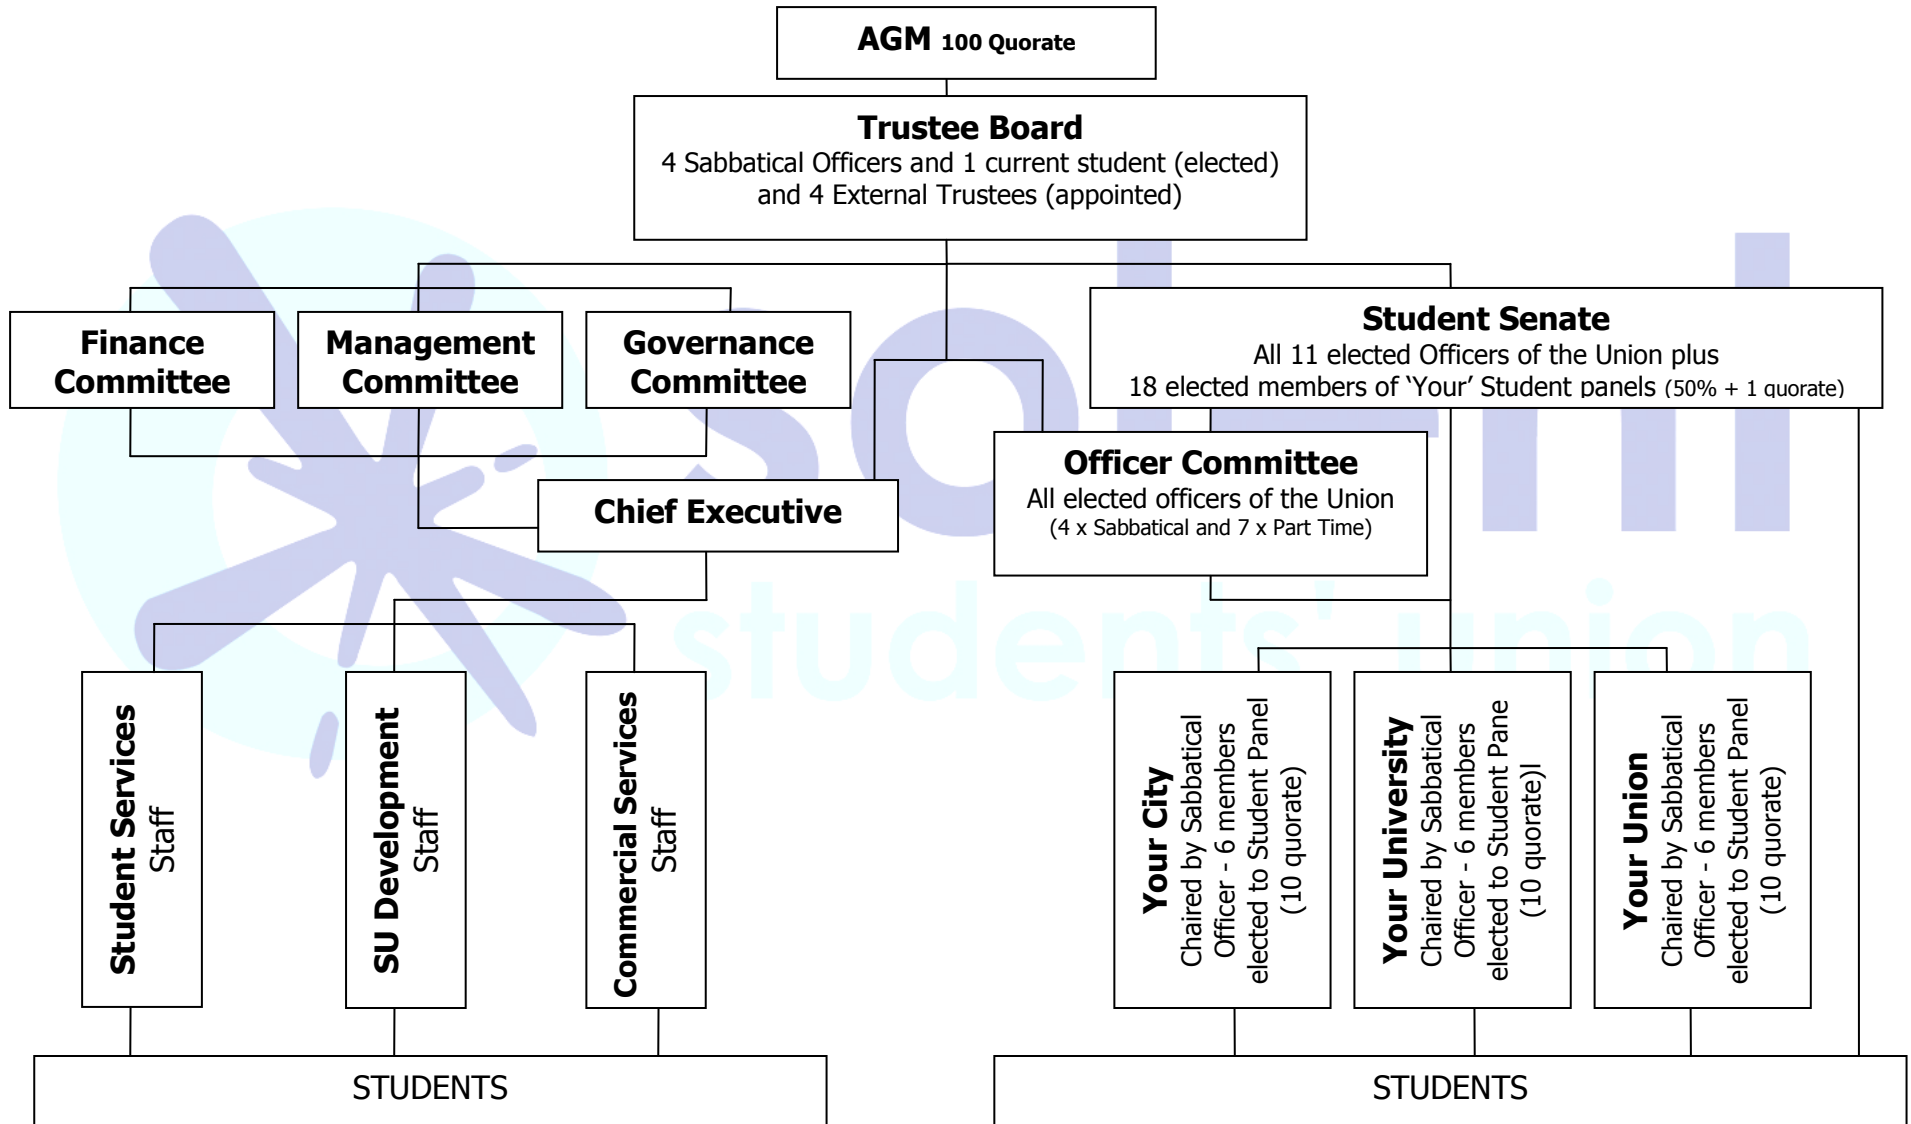 AGM 100 Quorate
Trustee Board
4 Sabbatical Officers and 1 current student (elected)
and 4 External Trustees (appointed)
Finance
Committee
Management
Committee
Governance
Committee
Student Senate
All 11 elected Officers of the Union plus
18 elected members of ‘Your’ Student panels (50% + 1 quorate)
Chief Executive
Officer Committee
All elected officers of the Union
(4 x Sabbatical and 7 x Part Time)
solent
students' union
Student Services
Staff
SU Development
Staff
Commercial Services
Staff
Your City
Chaired by Sabbatical
Officer - 6 members
elected to Student Panel
(10 quorate)
Your University
Chaired by Sabbatical
Officer - 6 members
elected to Student Pane
(10 quorate)l
Your Union
Chaired by Sabbatical
Officer - 6 members
elected to Student Panel
(10 quorate)
STUDENTS
STUDENTS